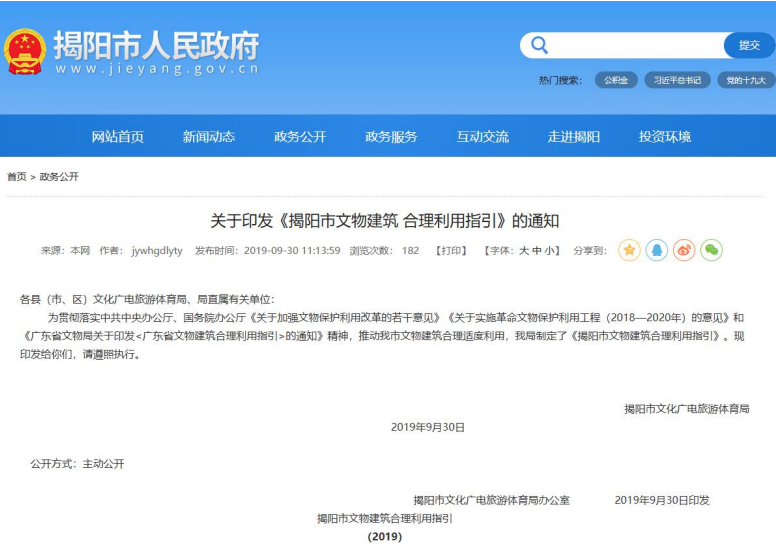 揭阳市人民政府
www.jieyang.gov.cn
提交
热门搜索： 公积金 习近平总书记 党的十九大
网站首页 新闻动态 政务公开 政务服务 互动交流 走进揭阳 投资环境
首页 > 政务公开
关于印发《揭阳市文物建筑 合理利用指引》的通知
来源：本网 作者：jywhgdlyty 发布时间：2019-09-30 11:13:59 浏览次数：182 【打印】 【字体：大 中 小】 分享到：
各县（市、区）文化广电旅游体育局、局直属有关单位：
为贯彻落实中共中央办公厅、国务院办公厅《关于加强文物保护利用改革的若干意见》《关于实施革命文物保护利用工程（2018—2020年）的意见》和
《广东省文物局关于印发<广东省文物建筑合理利用指引>的通知》精神，推动我市文物建筑合理适度利用，我局制定了《揭阳市文物建筑合理利用指引》。现
印发给你们，请遵照执行。
揭阳市文化广电旅游体育局
2019年9月30日
公开方式：主动公开
揭阳市文化广电旅游体育局办公室 2019年9月30日印发
揭阳市文物建筑合理利用指引
（2019）